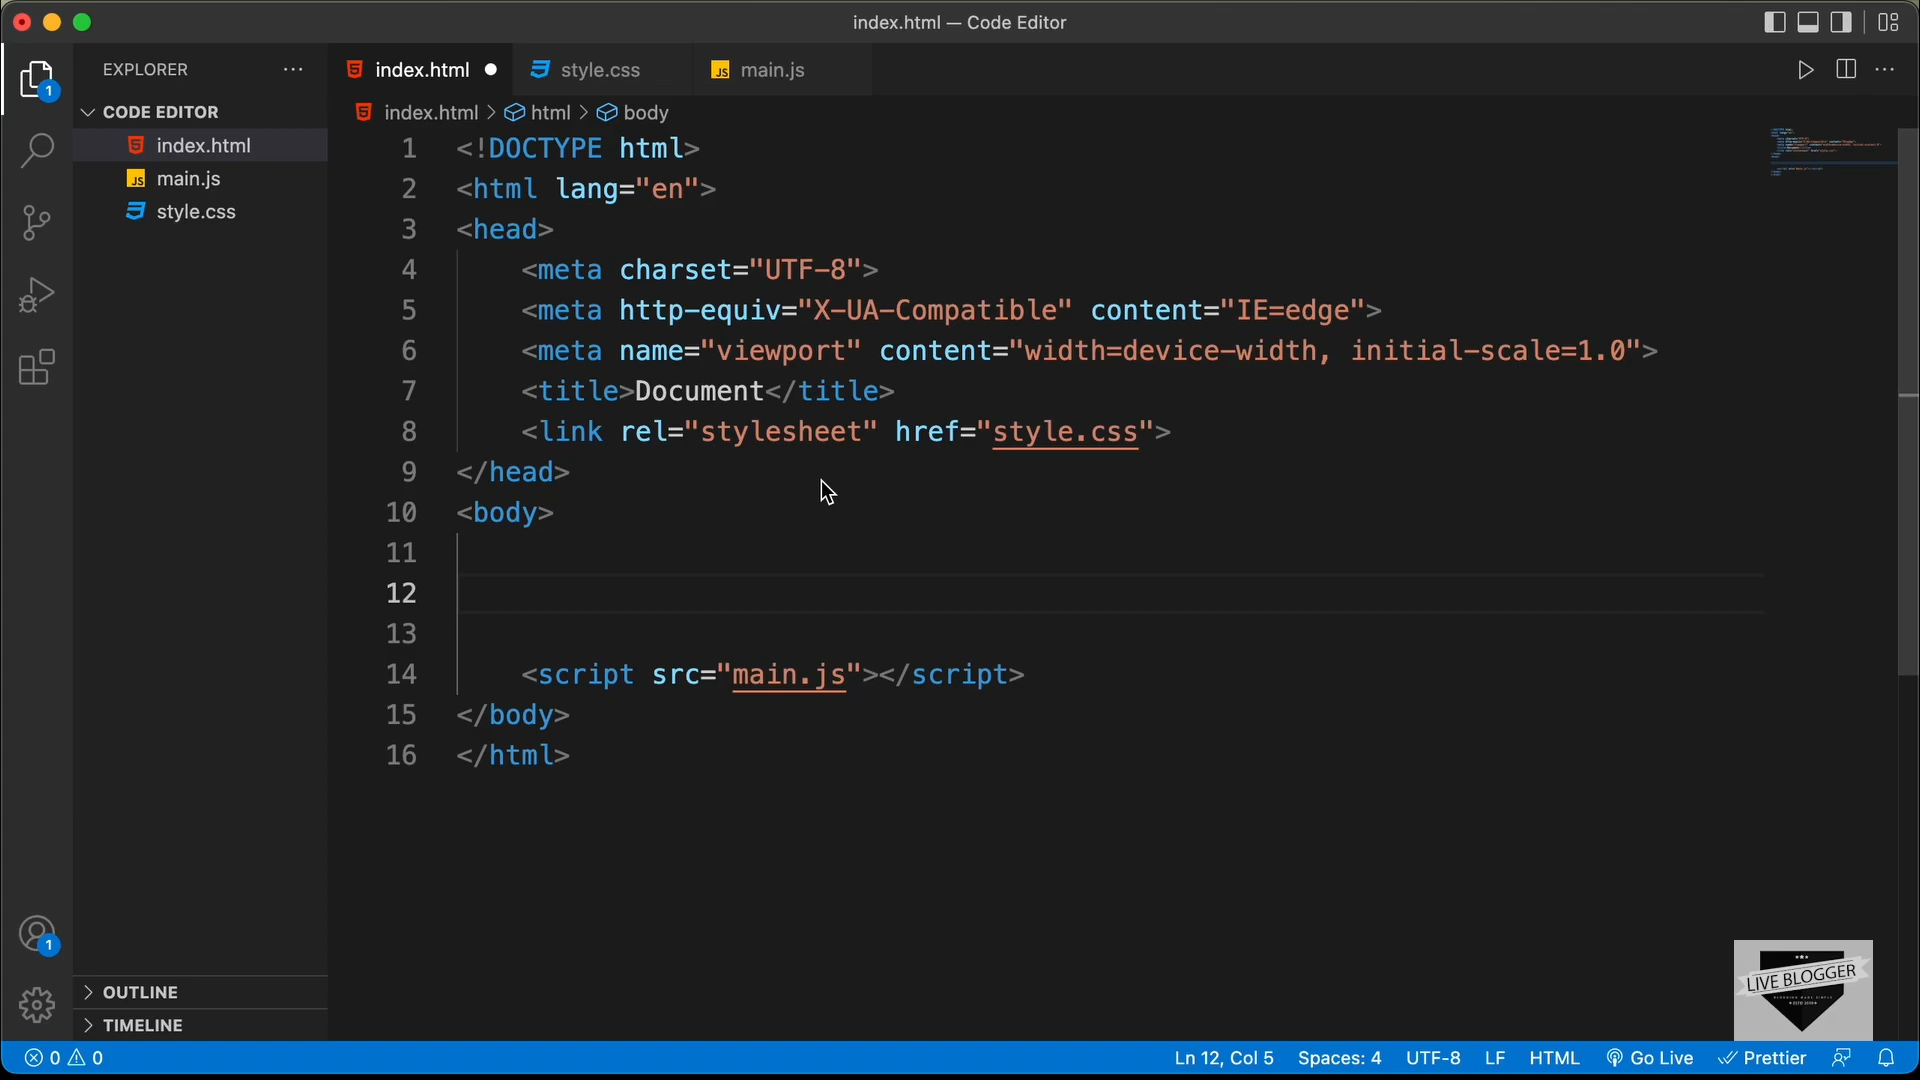 index.html — Code Editor
EXPLORER
index.html
style.css
JS main.js
1
CODE EDITOR
index.html > html > body
index.html
JS main.js
style.css
1 <!DOCTYPE html>
2 <html lang="en">
3 <head>
4 <meta charset="UTF-8">
5 <meta http-equiv="X-UA-Compatible" content="IE=edge">
6 <meta name="viewport" content="width=device-width, initial-scale=1.0">
7 <title>Document</title>
8 <link rel="stylesheet" href="style.css">
9 </head>
10 <body>
11
12
13
14 <script src="main.js"></script>
15 </body>
16 </html>
1
OUTLINE
TIMELINE
LIVE BLOGGER
0 0
Ln 12, Col 5 Spaces: 4 UTF-8 LF HTML Go Live Prettier